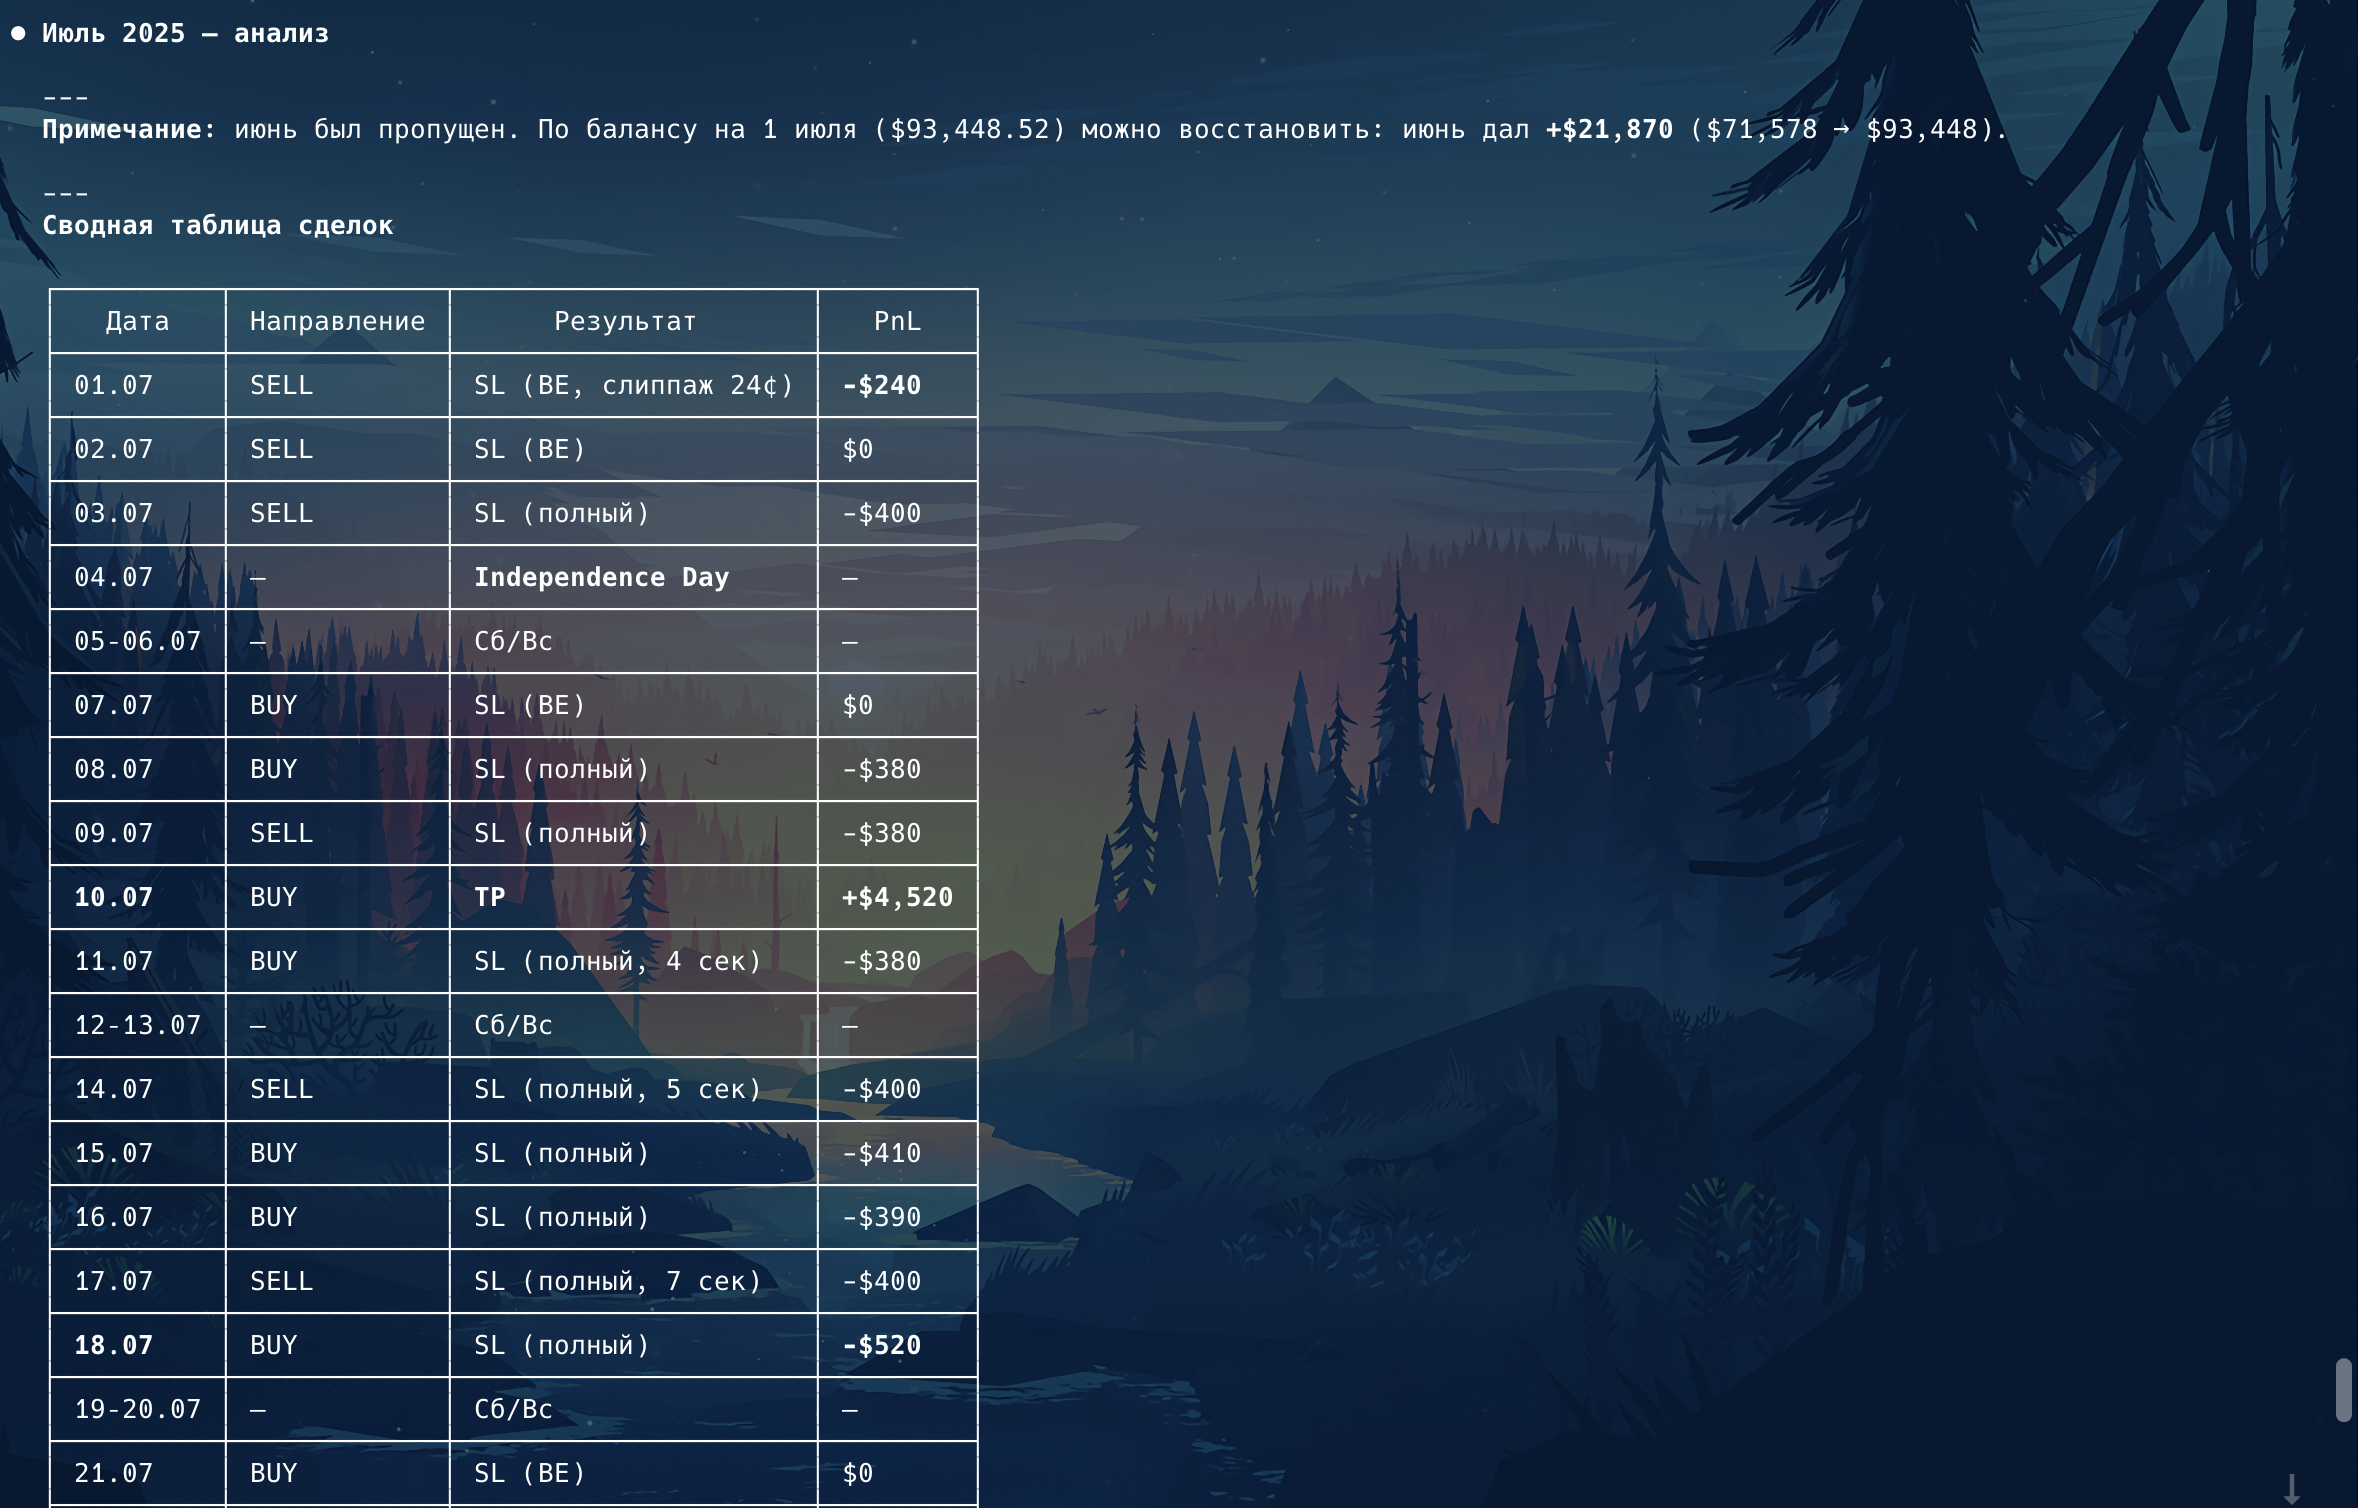 ● Июль 2025 — анализ
---
Примечание: июнь был пропущен. По балансу на 1 июля ($93,448.52) можно восстановить: июнь дал +$21,870 ($71,578 → $93,448).
---
Сводная таблица сделок
Дата Направление Результат PnL
01.07 SELL SL (BE, слиппаж 24¢) -$240
02.07 SELL SL (BE) $0
03.07 SELL SL (полный) -$400
04.07 — Independence Day —
05-06.07 — Сб/Вс —
07.07 BUY SL (BE) $0
08.07 BUY SL (полный) -$380
09.07 SELL SL (полный) -$380
10.07 BUY TP +$4,520
11.07 BUY SL (полный, 4 сек) -$380
12-13.07 — Сб/Вс —
14.07 SELL SL (полный, 5 сек) -$400
15.07 BUY SL (полный) -$410
16.07 BUY SL (полный) -$390
17.07 SELL SL (полный, 7 сек) -$400
18.07 BUY SL (полный) -$520
19-20.07 — Сб/Вс —
21.07 BUY SL (BE) $0